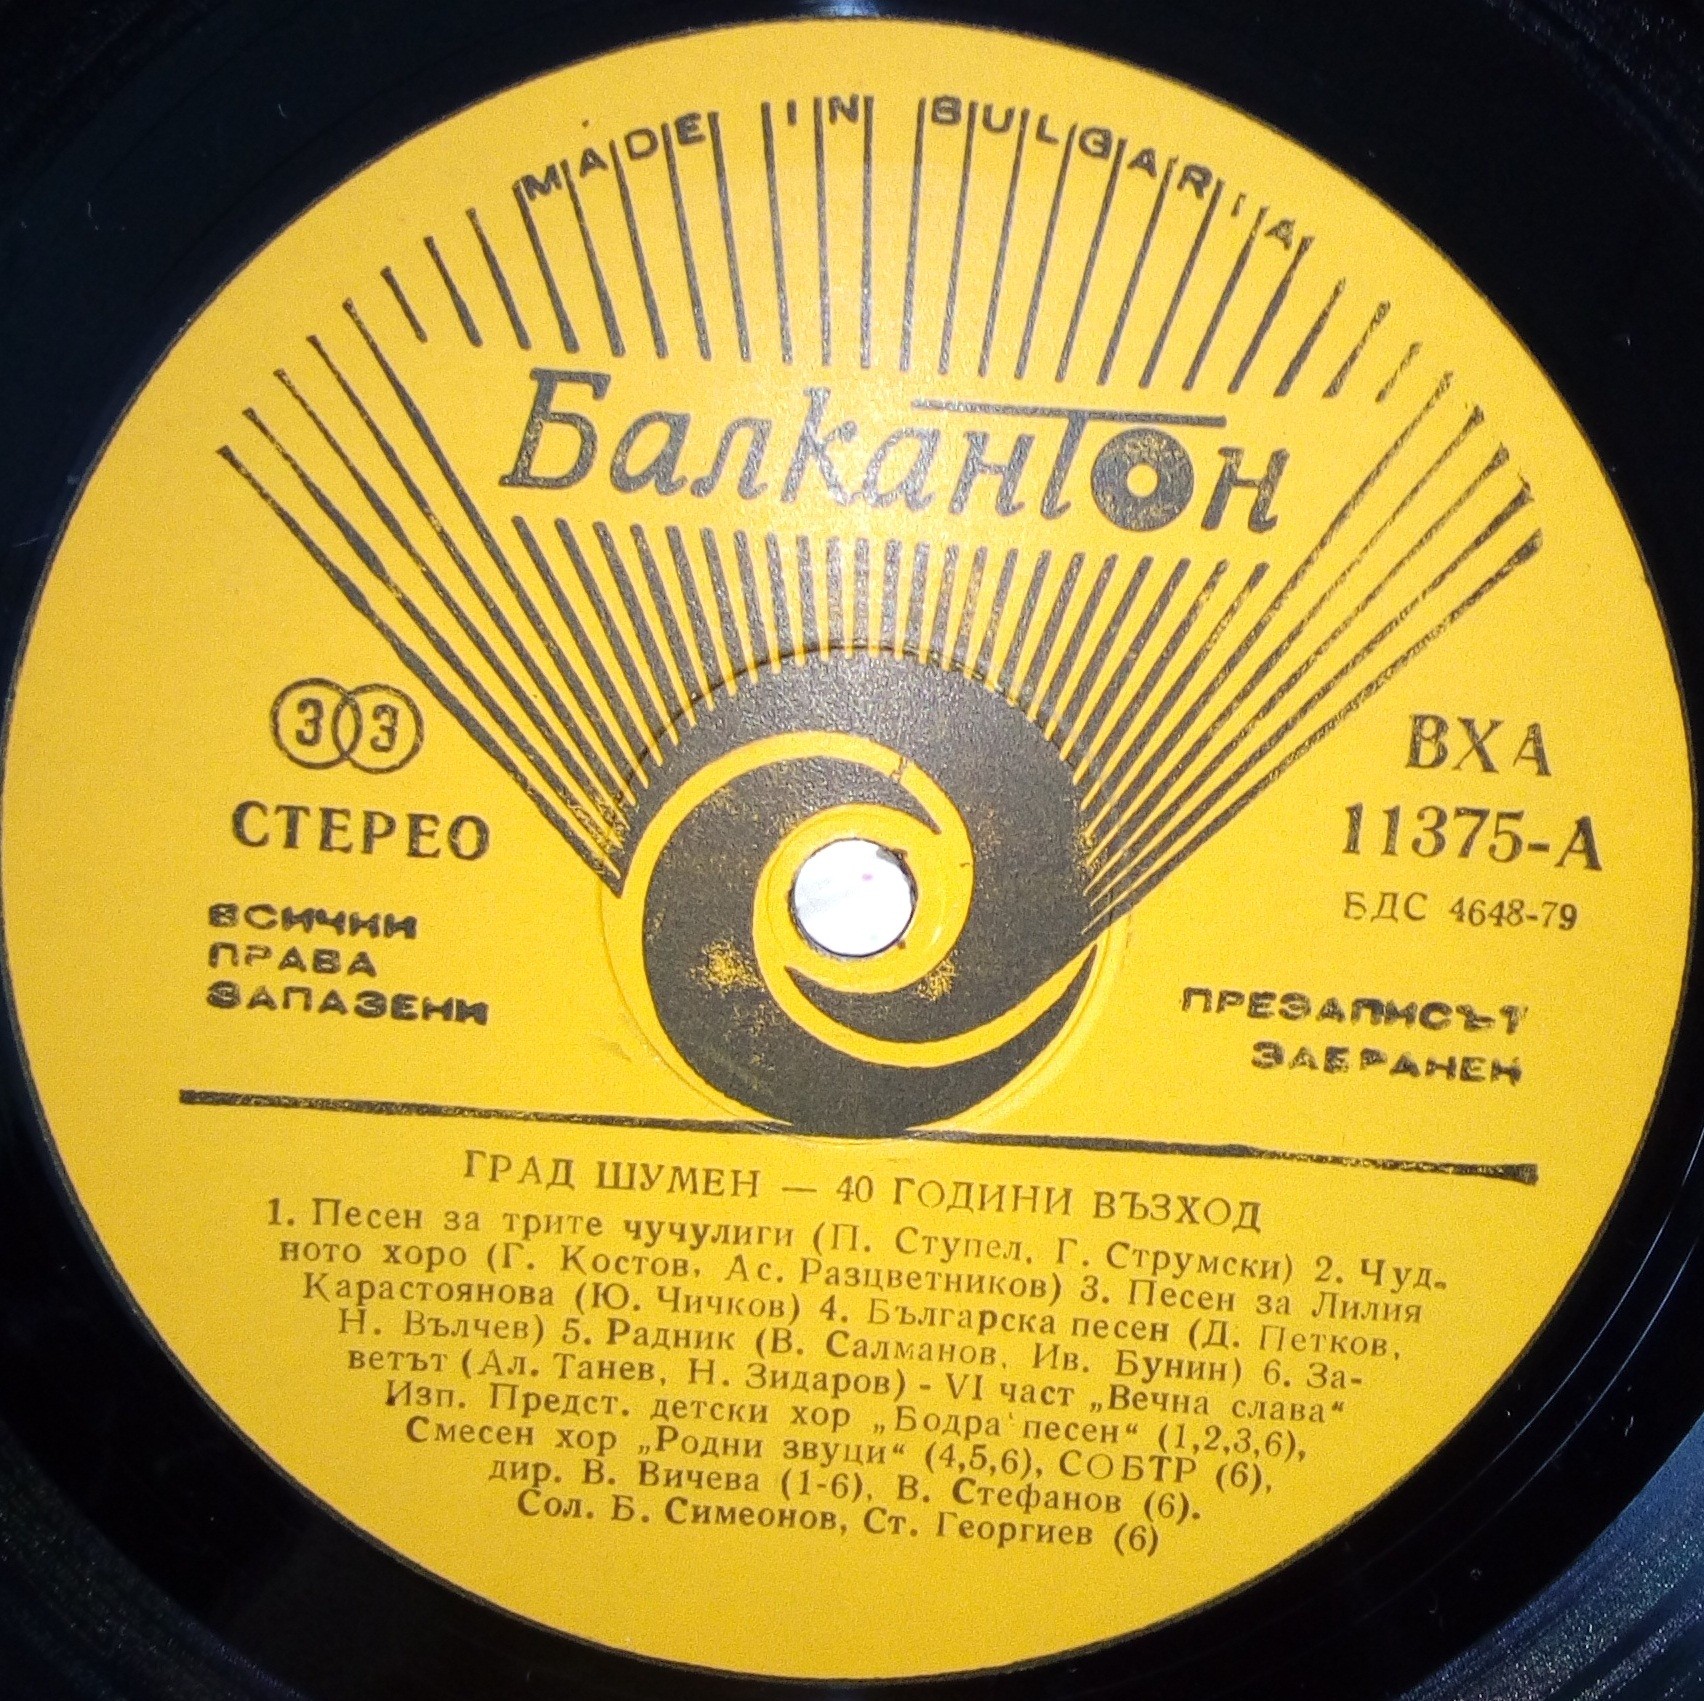 MADE IN BULGARIA
Балкантон
33
СТЕРЕО
ВСИЧКИ
ПРАВА
ЗАПАЗЕНИ
ВХА
11375-А
БДС 4648-79
ПРЕЗАПИСЪТ
ЗАБРАНЕН
ГРАД ШУМЕН — 40 ГОДИНИ ВЪЗХОД
1. Песен за трите чучулиги (П. Ступел, Г. Струмски) 2. Чуд-
ното хоро (Г. Костов, Ас. Разцветников) 3. Песен за Лилия
Карастоянова (Ю. Чичков) 4. Българска песен (Д. Петков,
Н. Вълчев) 5. Радник (В. Салманов, Ив. Бунин) 6. За-
ветът (Ал. Танев, Н. Зидаров) - VI част „Вечна слава“
Изп. Предст. детски хор „Бодра песен“ (1,2,3,6),
Смесен хор „Родни звуци“ (4,5,6), СОБТР (6),
дир. В. Вичева (1-6), В. Стефанов (6).
Сол. Б. Симеонов, Ст. Георгиев (6)